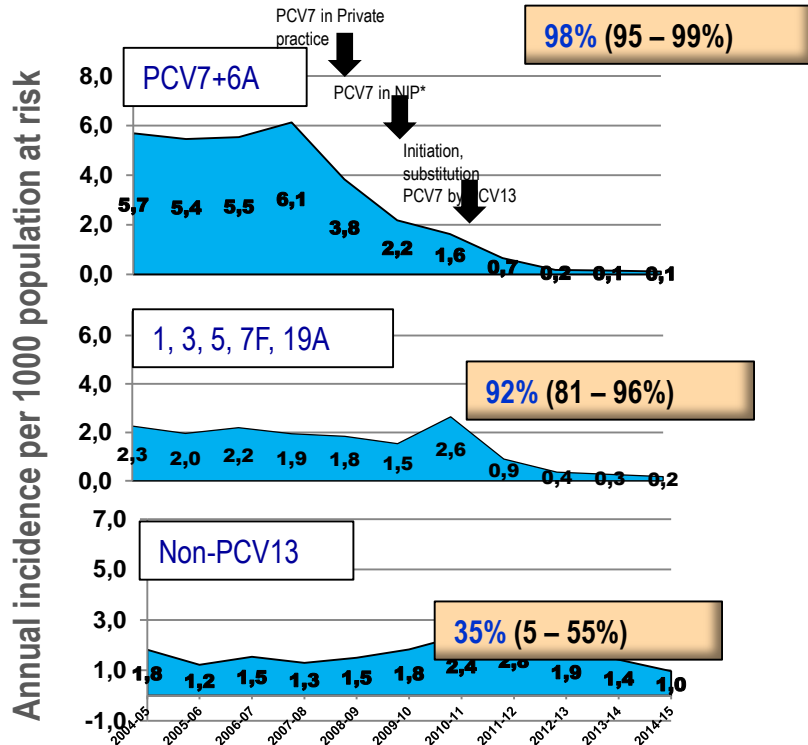 Annual incidence per 1000 population at risk
PCV7 in Private
practice
98% (95 – 99%)
PCV7+6A
PCV7 in NIP*
Initiation,
substitution
PCV7 by PCV13
8,0
6,0
4,0
2,0
0,0
5,7 5,4 5,5 6,1 3,8 2,2 1,6 0,7 0,2 0,1 0,1
1, 3, 5, 7F, 19A
92% (81 – 96%)
6,0
4,0
2,0
0,0
2,3 2,0 2,2 1,9 1,8 1,5 2,6 0,9 0,4 0,3 0,2
Non-PCV13
35% (5 – 55%)
7,0
5,0
3,0
1,0
-1,0
1,8 1,2 1,5 1,3 1,5 1,8 2,4 2,8 1,9 1,4 1,0
2004-05 2005-06 2006-07 2007-08 2008-09 2009-10 2010-11 2011-12 2012-13 2013-14 2014-15